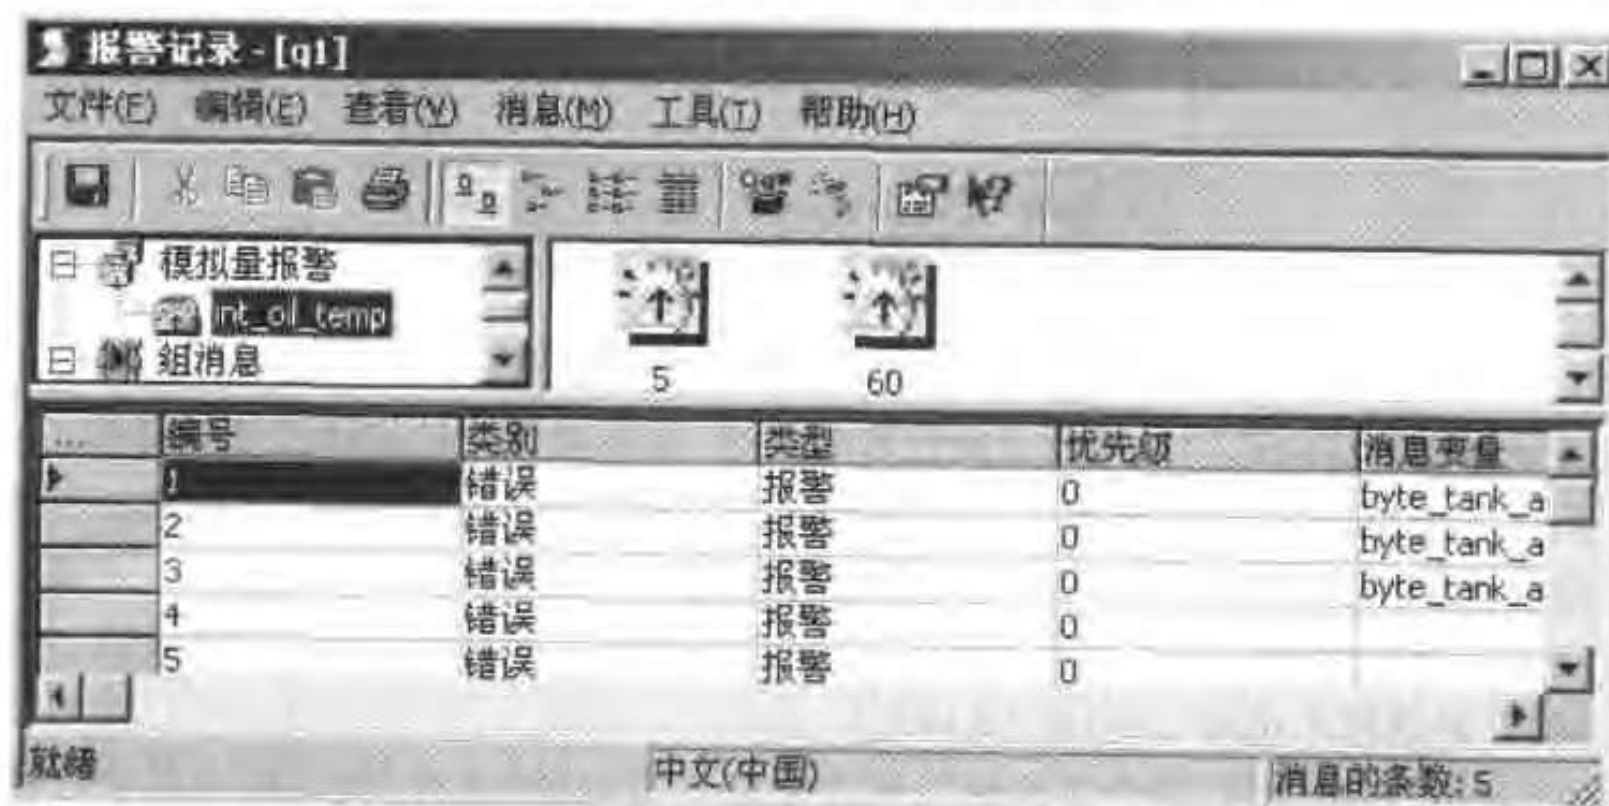 报警记录 - [q1]
文件(F) 编辑(E) 查看(V) 消息(M) 工具(T) 帮助(H)
模拟量报警
int_oil_temp
组消息
5 60
... 编号 类别 类型 优先级 消息变量
1 错误 报警 0 byte_tank_a
2 错误 报警 0 byte_tank_a
3 错误 报警 0 byte_tank_a
4 错误 报警 0
5 错误 报警 0
就绪 中文(中国) 消息的条数: 5